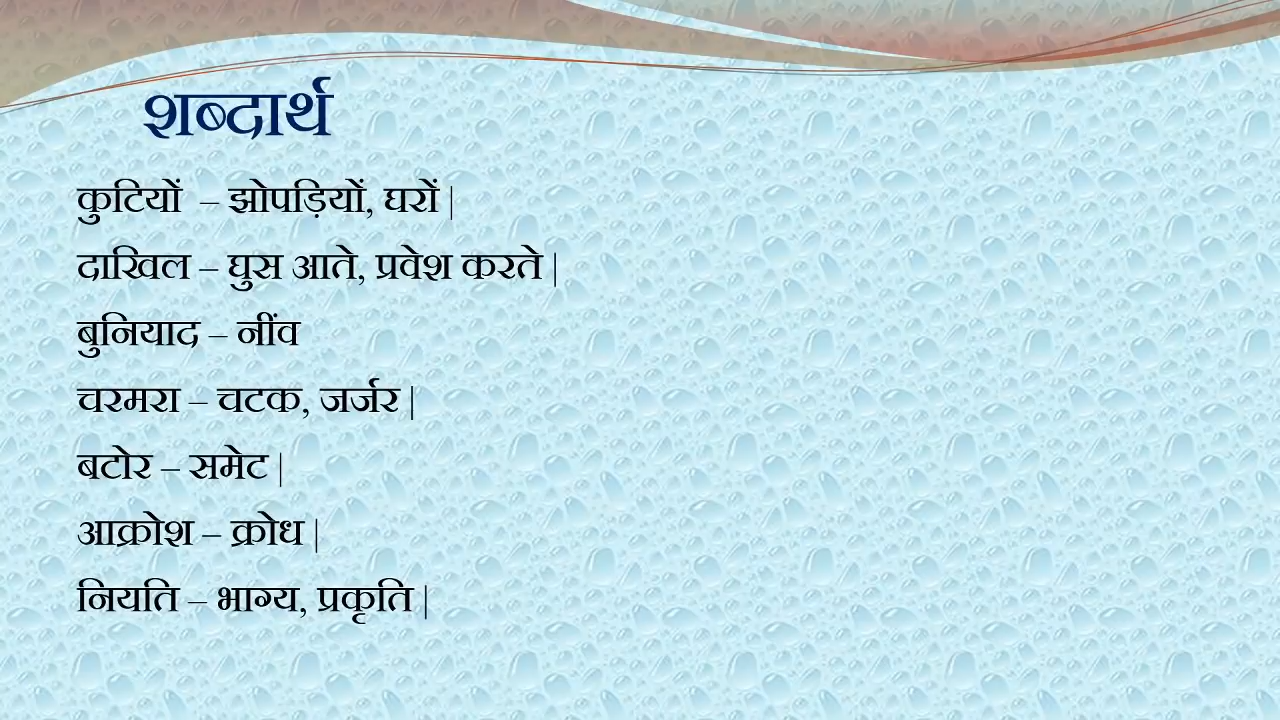 शब्दार्थ
कुटियों – झोपड़ियों, घरों |
दाखिल – घुस आते, प्रवेश करते |
बुनियाद – नींव
चरमरा – चटक, जर्जर |
बटोर – समेट |
आक्रोश – क्रोध |
नियति – भाग्य, प्रकृति |